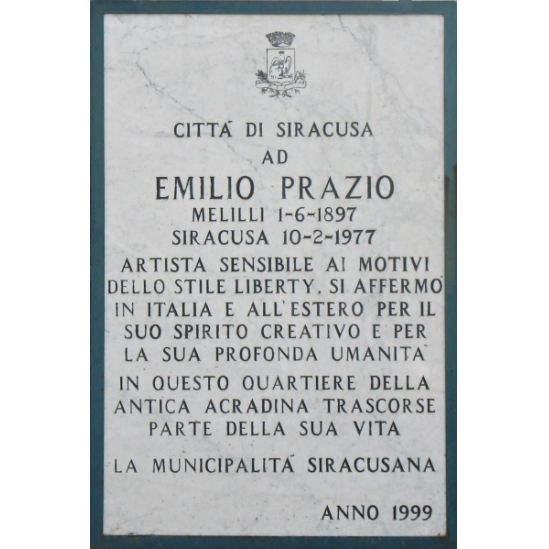 CITTÀ DI SIRACUSA
AD
EMILIO PRAZIO
MELILLI 1-6-1897
SIRACUSA 10-2-1977
ARTISTA SENSIBILE AI MOTIVI
DELLO STILE LIBERTY, SI AFFERMÒ
IN ITALIA E ALL'ESTERO PER IL
SUO SPIRITO CREATIVO E PER
LA SUA PROFONDA UMANITÀ
IN QUESTO QUARTIERE DELLA
ANTICA ACRADINA TRASCORSE
PARTE DELLA SUA VITA
LA MUNICIPALITÀ SIRACUSANA
ANNO 1999